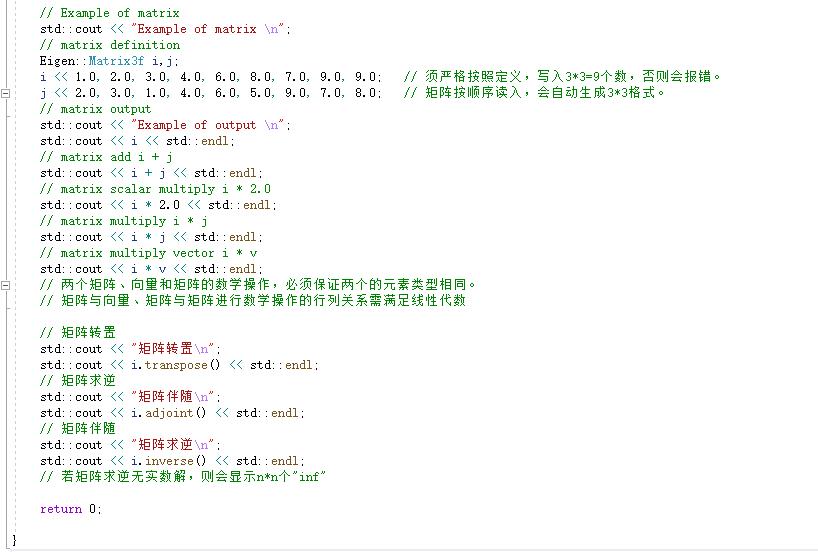 // Example of matrix
std::cout << "Example of matrix \n";
// matrix definition
Eigen::Matrix3f i,j;
i << 1.0, 2.0, 3.0, 4.0, 6.0, 8.0, 7.0, 9.0, 9.0;   // 须严格按照定义，写入3*3=9个数，否则会报错。
j << 2.0, 3.0, 1.0, 4.0, 6.0, 5.0, 9.0, 7.0, 8.0;   // 矩阵按顺序读入，会自动生成3*3格式。
// matrix output
std::cout << "Example of output \n";
std::cout << i << std::endl;
// matrix add i + j
std::cout << i + j << std::endl;
// matrix scalar multiply i * 2.0
std::cout << i * 2.0 << std::endl;
// matrix multiply i * j
std::cout << i * j << std::endl;
// matrix multiply vector i * v
std::cout << i * v << std::endl;
// 两个矩阵、向量和矩阵的数学操作，必须保证两个的元素类型相同。
// 矩阵与向量、矩阵与矩阵进行数学操作的行列关系需满足线性代数
// 矩阵转置
std::cout << "矩阵转置\n";
std::cout << i.transpose() << std::endl;
// 矩阵求逆
std::cout << "矩阵伴随\n";
std::cout << i.adjoint() << std::endl;
// 矩阵伴随
std::cout << "矩阵求逆\n";
std::cout << i.inverse() << std::endl;
// 若矩阵求逆无实数解，则会显示n*n个"inf"
return 0;
}